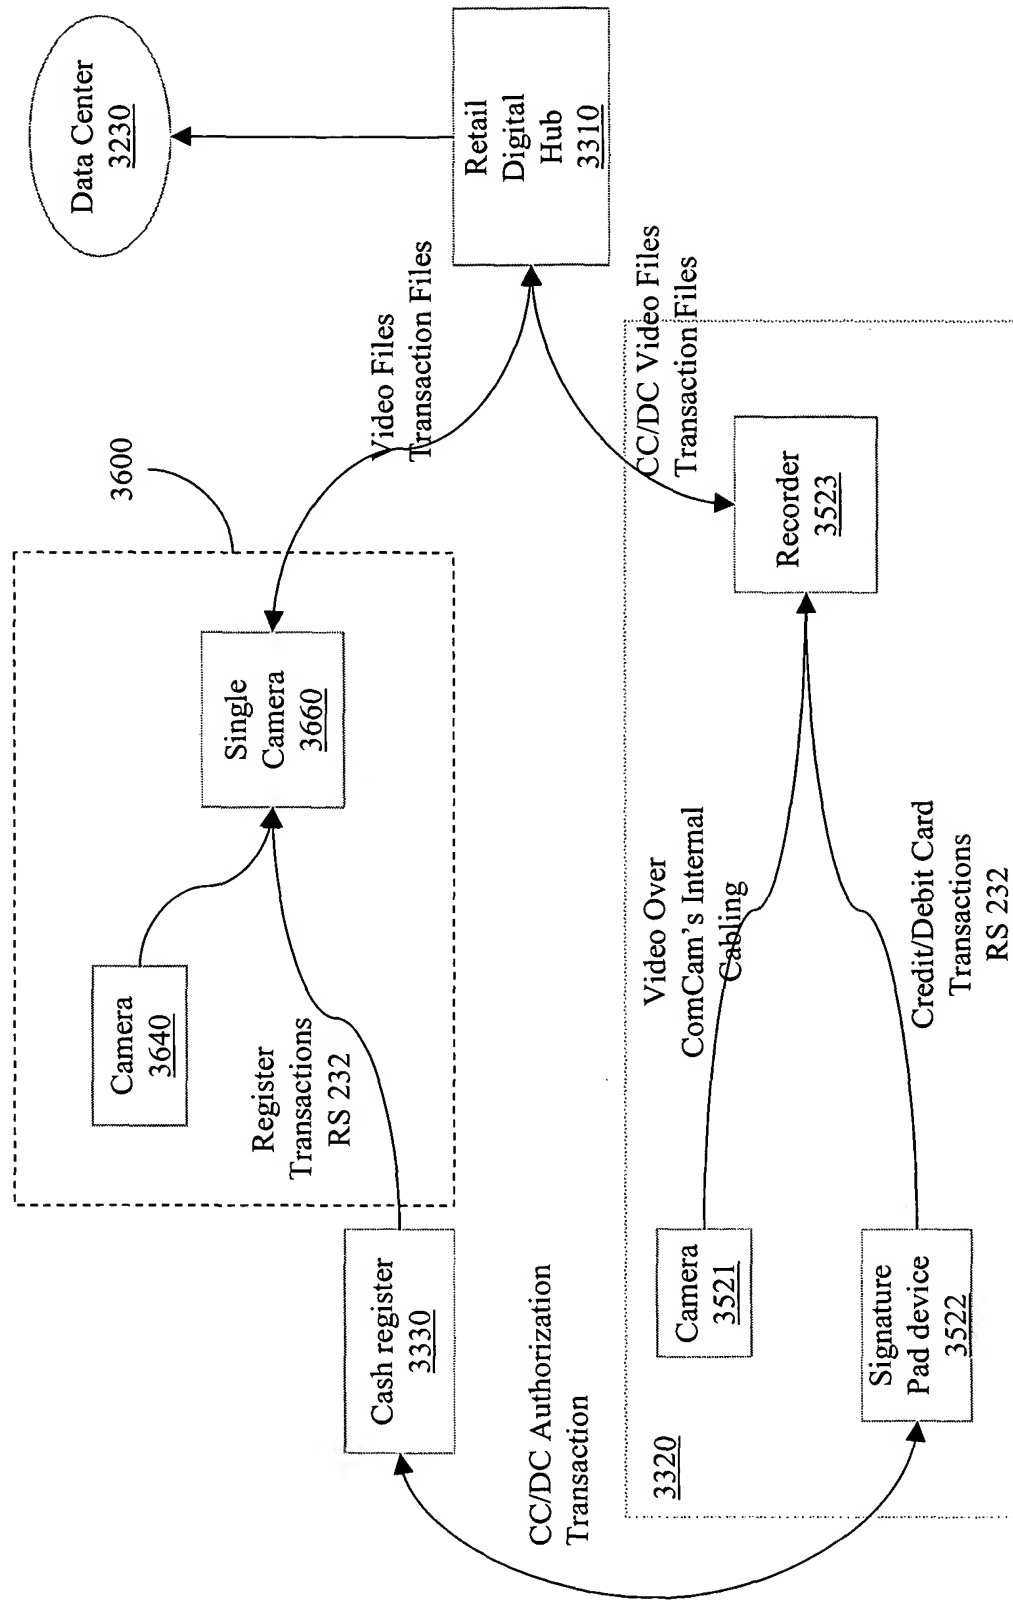 Data Center
3230
Retail
Digital
Hub
3310
Video Files
Transaction Files
CC/DC Video Files
Transaction Files
3600
Single
Camera
3660
Recorder
3523
Camera
3640
Register
Transactions
RS 232
Video Over
ComCam's Internal
Cabling
Credit/Debit Card
Transactions
RS 232
Cash register
3330
Camera
3521
Signature
Pad device
3522
CC/DC Authorization
Transaction
3320